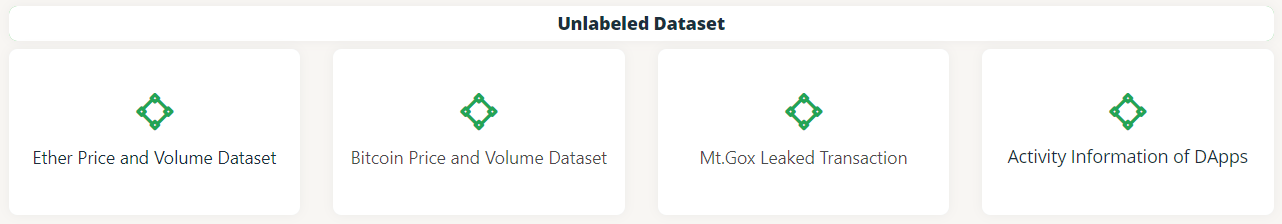 Unlabeled Dataset
Ether Price and Volume Dataset
Bitcoin Price and Volume Dataset
Mt.Gox Leaked Transaction
Activity Information of DApps